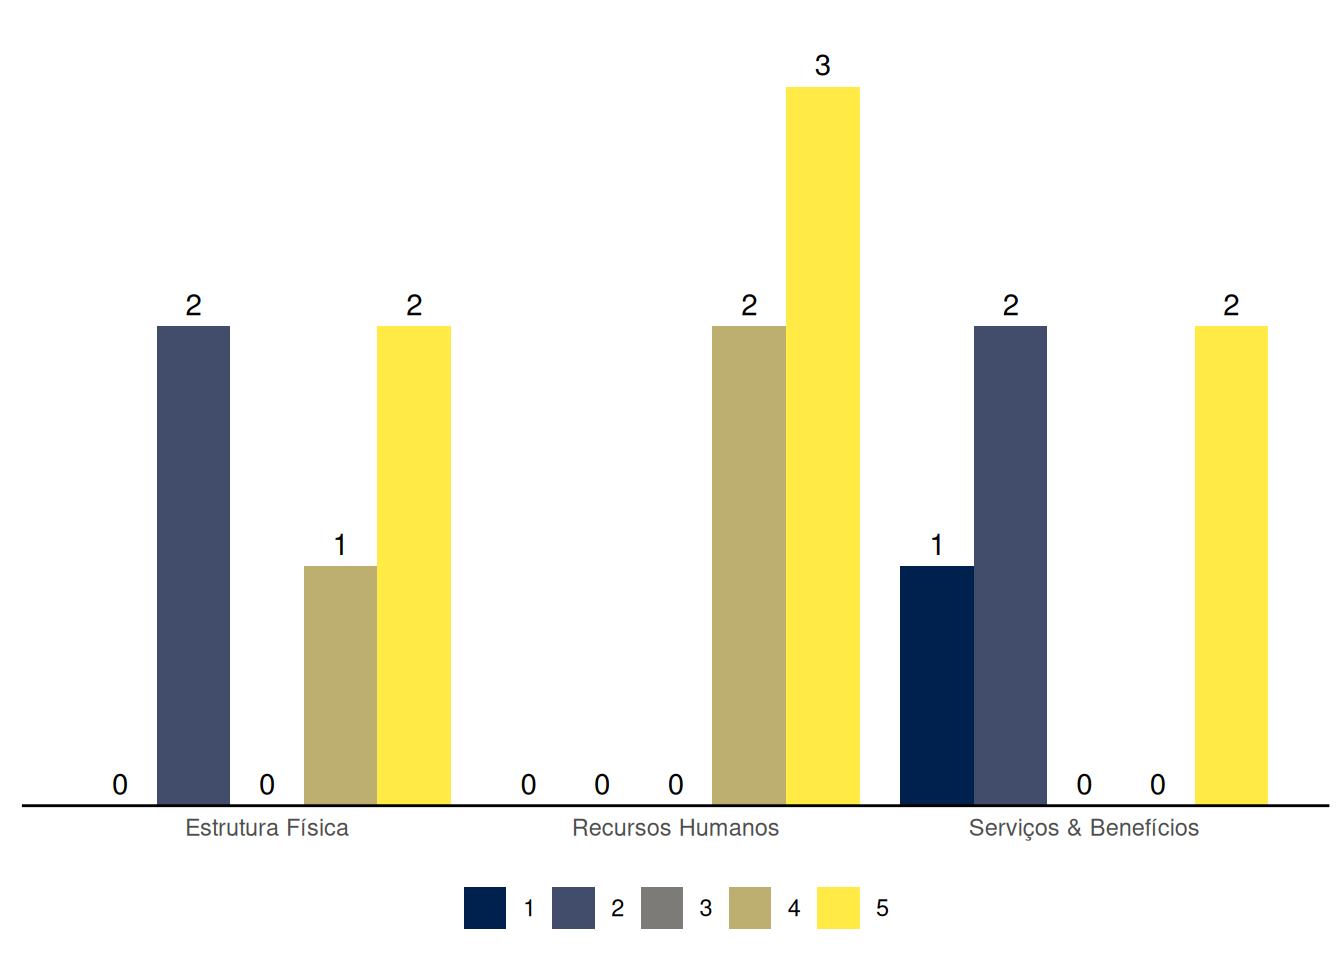 3
2 2 2 2 2
1 1
0 0 0 0 0 0 0
Estrutura Física Recursos Humanos Serviços & Benefícios
1 2 3 4 5